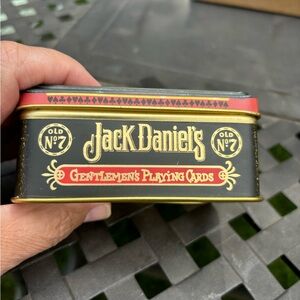 OLD
Nº7
Jack Daniel's
OLD
Nº7
GENTLEMEN'S PLAYING CARDS